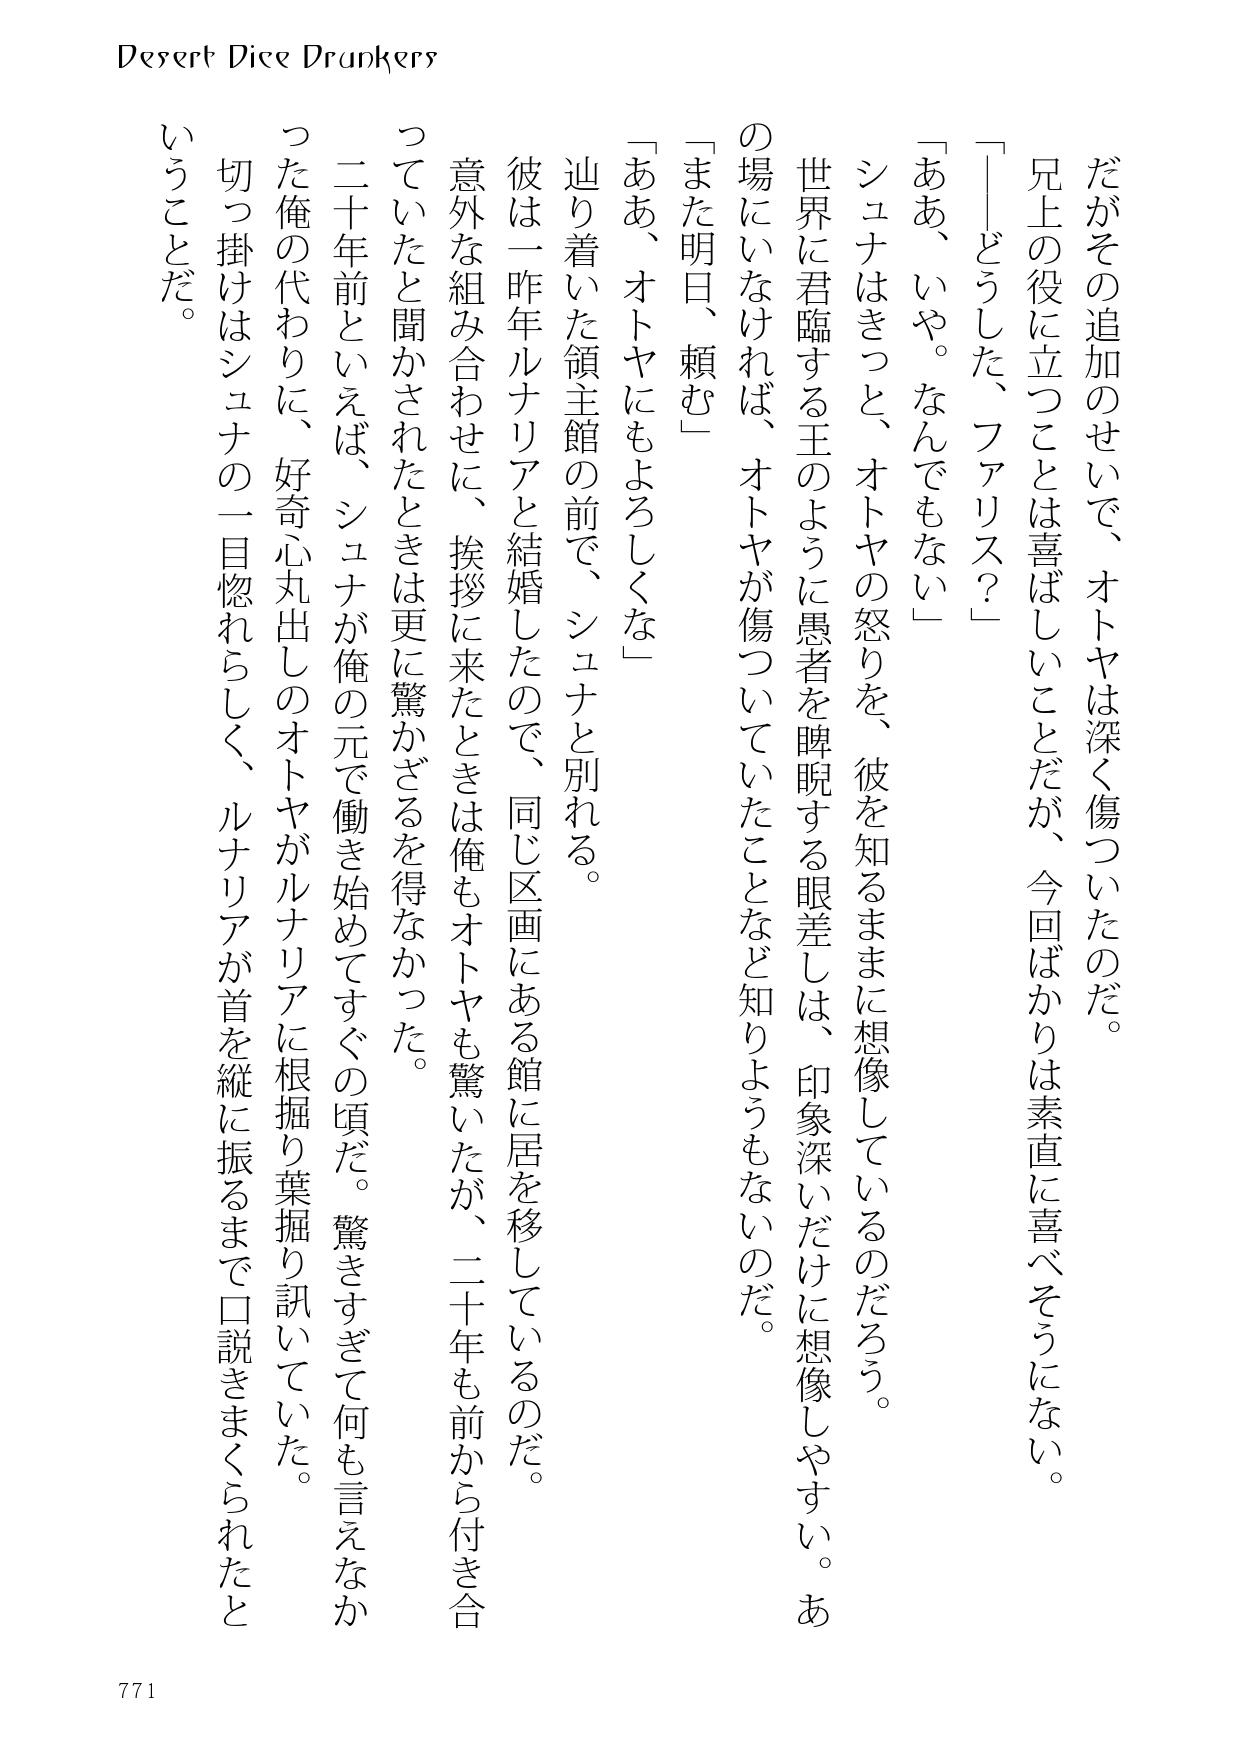 Desert Dice Drunkers
だがその追加のせいで、オトヤは深く傷ついたのだ。
兄上の役に立つことは喜ばしいことだが、今回ばかりは素直に喜べそうにない。
「――どうした、ファリス？」
「ああ、いや。なんでもない」
シュナはきっと、オトヤの怒りを、彼を知るままに想像しているのだろう。
世界に君臨する王のように愚者を睥睨する眼差しは、印象深いだけに想像しやすい。あ
の場にいなければ、オトヤが傷ついていたことなど知りようもないのだ。
「また明日、頼む」
「ああ、オトヤにもよろしくな」
辿り着いた領主館の前で、シュナと別れる。
彼は一昨年ルナリアと結婚したので、同じ区画にある館に居を移しているのだ。
意外な組み合わせに、挨拶に来たときは俺もオトヤも驚いたが、二十年も前から付き合
っていたと聞かされたときは更に驚かざるを得なかった。
二十年前といえば、シュナが俺の元で働き始めてすぐの頃だ。驚きすぎて何も言えなか
った俺の代わりに、好奇心丸出しのオトヤがルナリアに根掘り葉掘り訊いていた。
切っ掛けはシュナの一目惚れらしく、ルナリアが首を縦に振るまで口説きまくられたと
いうことだ。
771